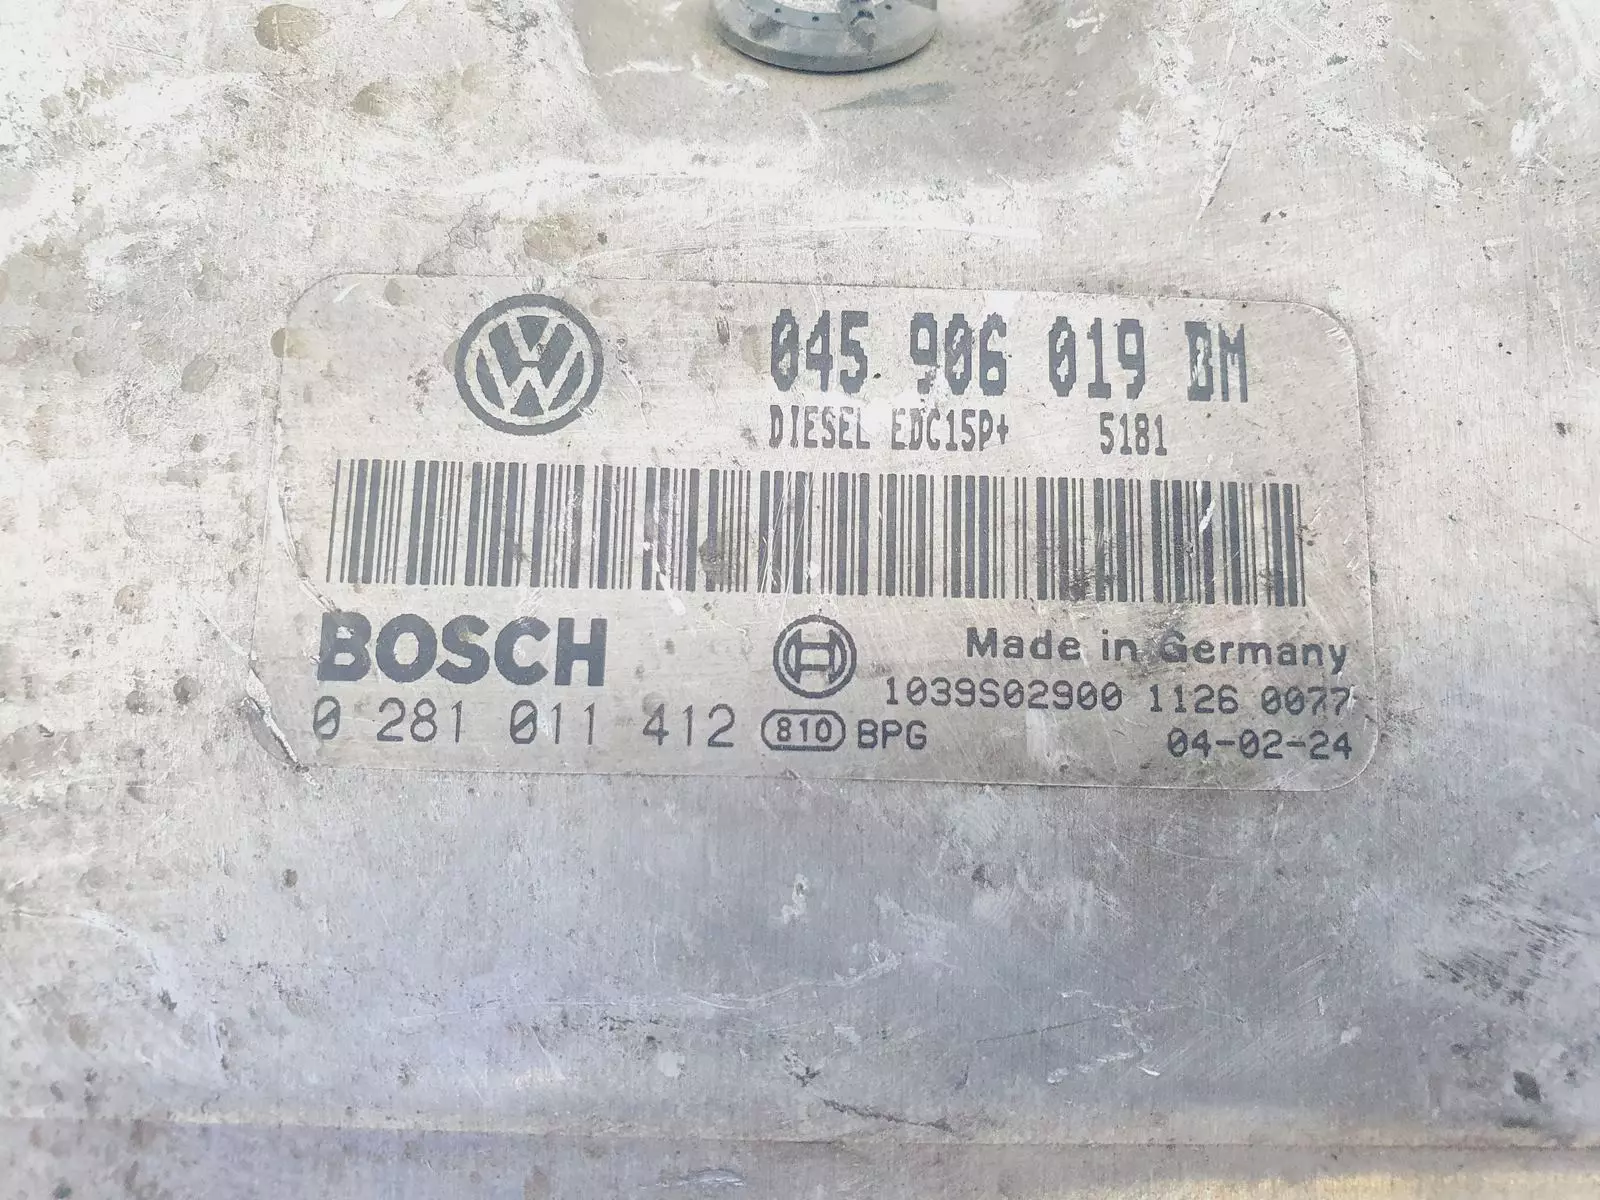 045 906 019 BM
DIESEL EDC15P+ 5181
BOSCH
Made in Germany
1039S02900 1126 0077
0 281 011 412 810 BPG 04-02-24